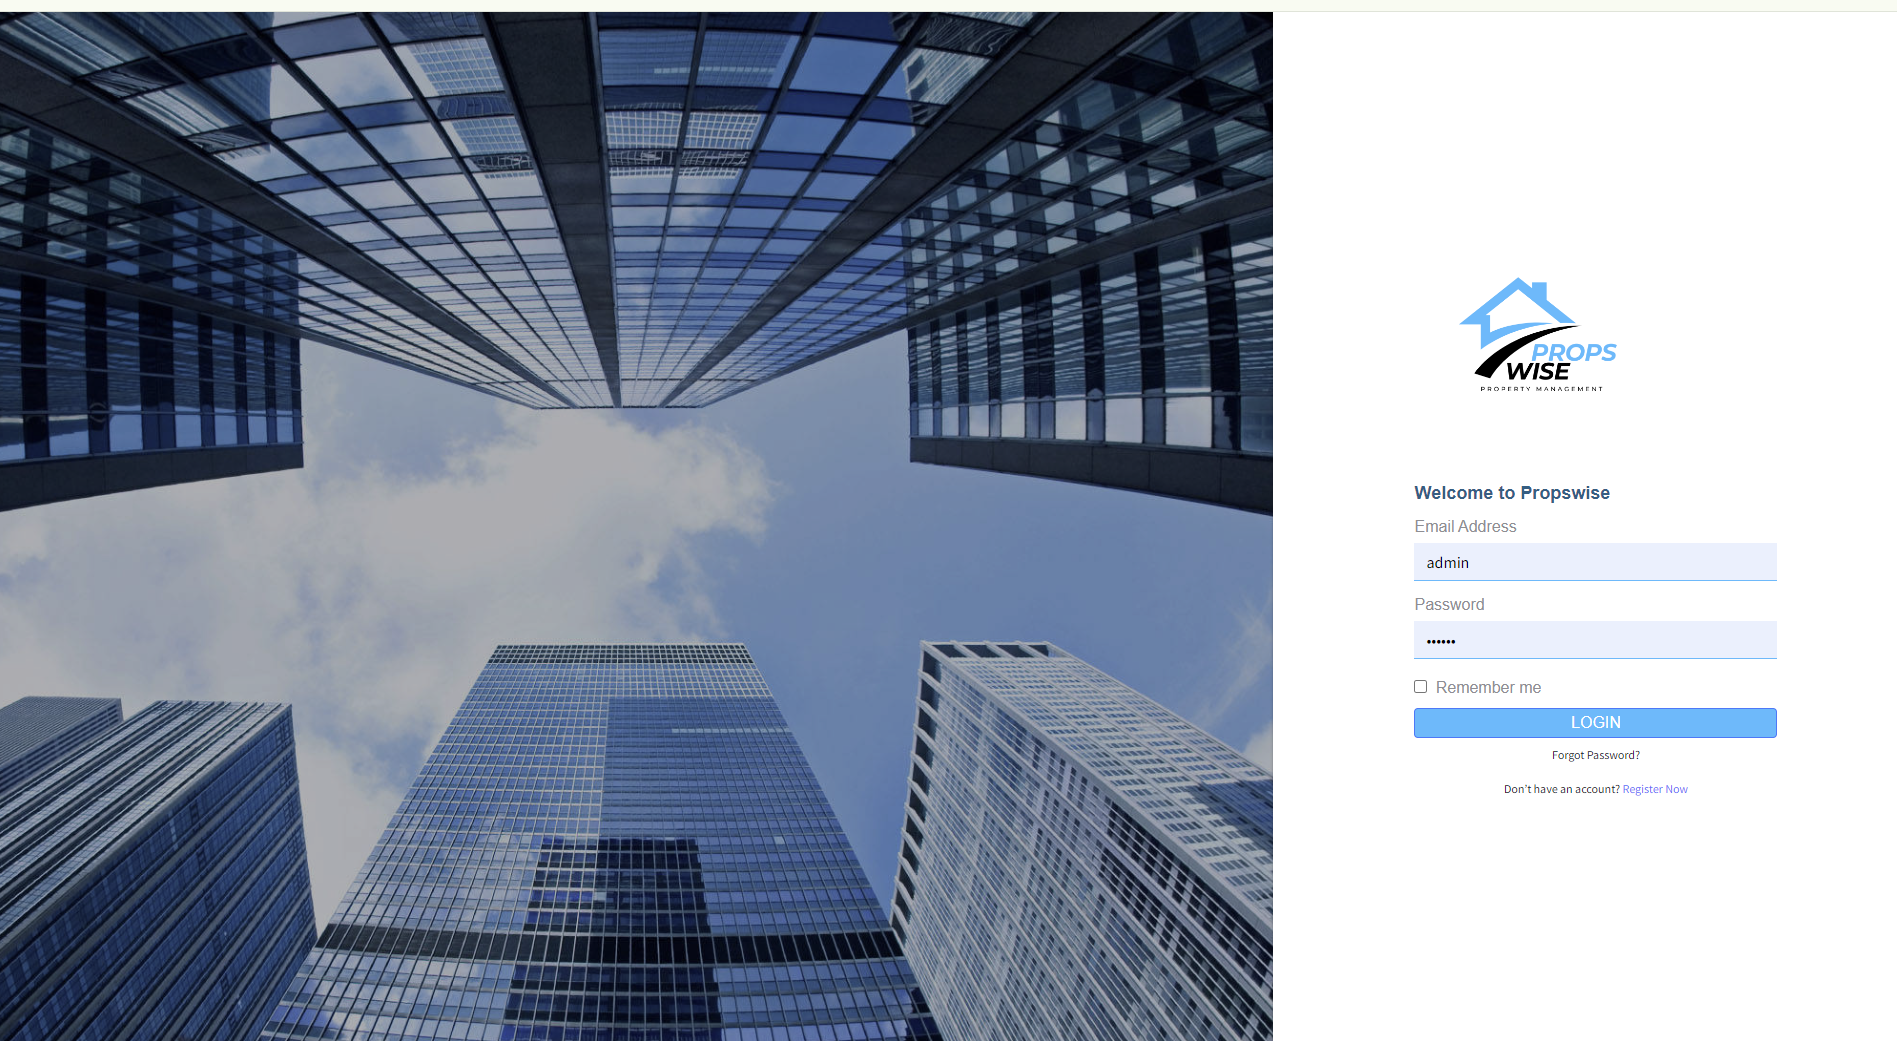 PROPS
WISE
PROPERTY MANAGEMENT
Welcome to Propswise
Email Address
admin
Password
••••••
Remember me
LOGIN
Forgot Password?
Don't have an account? Register Now